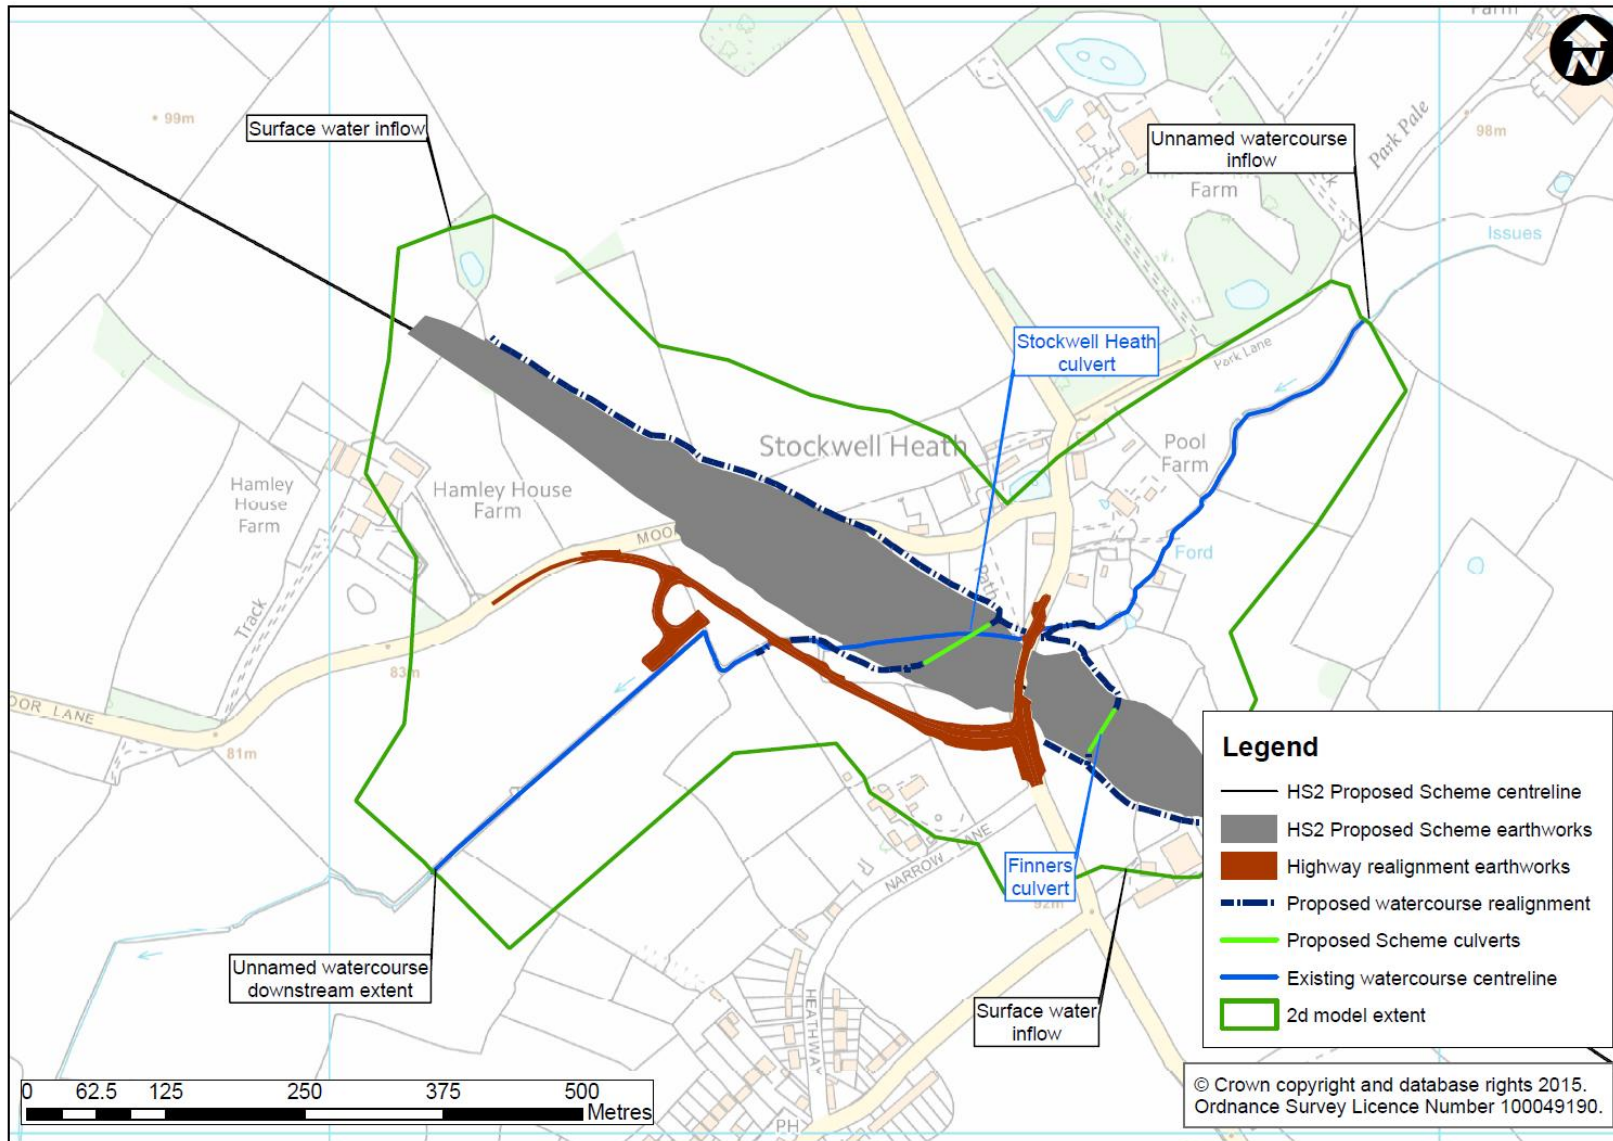 Farm
N
99m
Surface water inflow
Unnamed watercourse
inflow
Park Pale
98m
Farm
Issues
Stockwell Heath
culvert
Park Lane
Stockwell Heath
Pool
Farm
Hamley
House
Farm
Hamley House
Farm
MOO
Ford
Path
Track
83m
OOR LANE
81m
Legend
HS2 Proposed Scheme centreline
HS2 Proposed Scheme earthworks
Highway realignment earthworks
Proposed watercourse realignment
Proposed Scheme culverts
Existing watercourse centreline
2d model extent
NARROW LANE
Finners
culvert
92m
Unnamed watercourse
downstream extent
Surface water
inflow
HEATHWAY
PH
0 62.5 125 250 375 500
Metres
© Crown copyright and database rights 2015.
Ordnance Survey Licence Number 100049190.